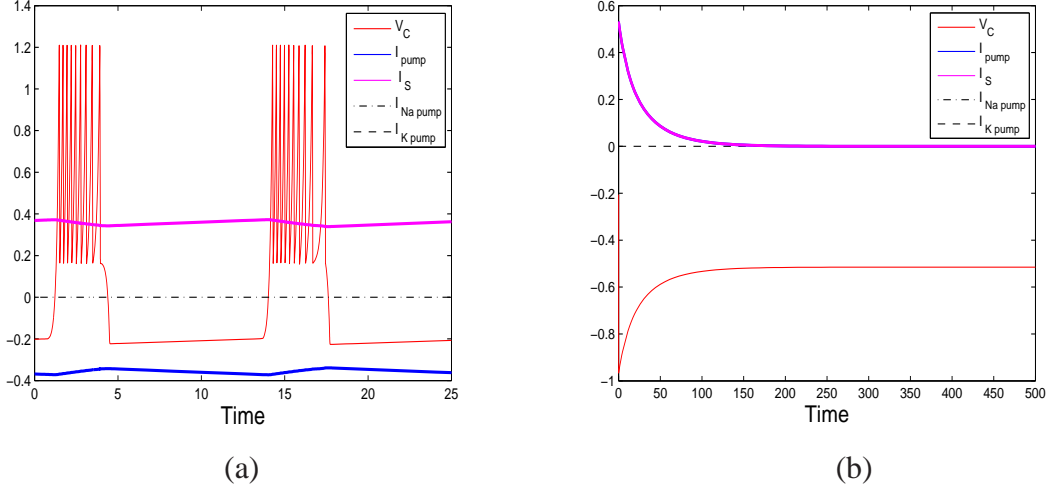 1.4
1.2
1
0.8
0.6
0.4
0.2
0
−0.2
−0.4
0 5 10 15 20 25
Time
V_C
I_pump
I_S
I_Na pump
I_K pump
(a)
0.6
0.4
0.2
0
−0.2
−0.4
−0.6
−0.8
−1
0 50 100 150 200 250 300 350 400 450 500
Time
V_C
I_pump
I_S
I_Na pump
I_K pump
(b)